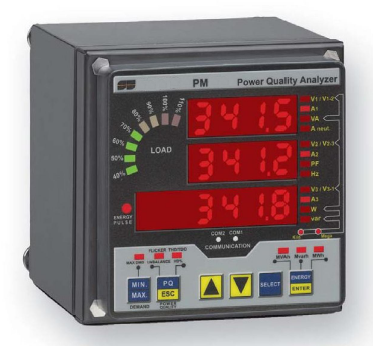 PM Power Quality Analyzer
341.5
V1 / V1-2
A1
VA
A neut.
341.2
V2 / V2-3
A2
PF
Hz
341.8
V3 / V3-1
A3
W
var
Kilo Mega
110%
100%
90%
80%
70%
60%
50%
40%
LOAD
ENERGY
PULSE
COM2 COM1
COMMUNICATION
FLICKER THD/TDD
MAX DMD UNBALANCE HD%
MVAh Mvarh MWh
MIN.
MAX.
PQ
ESC
SELECT
ENERGY
ENTER
DEMAND
POWER
QUALITY